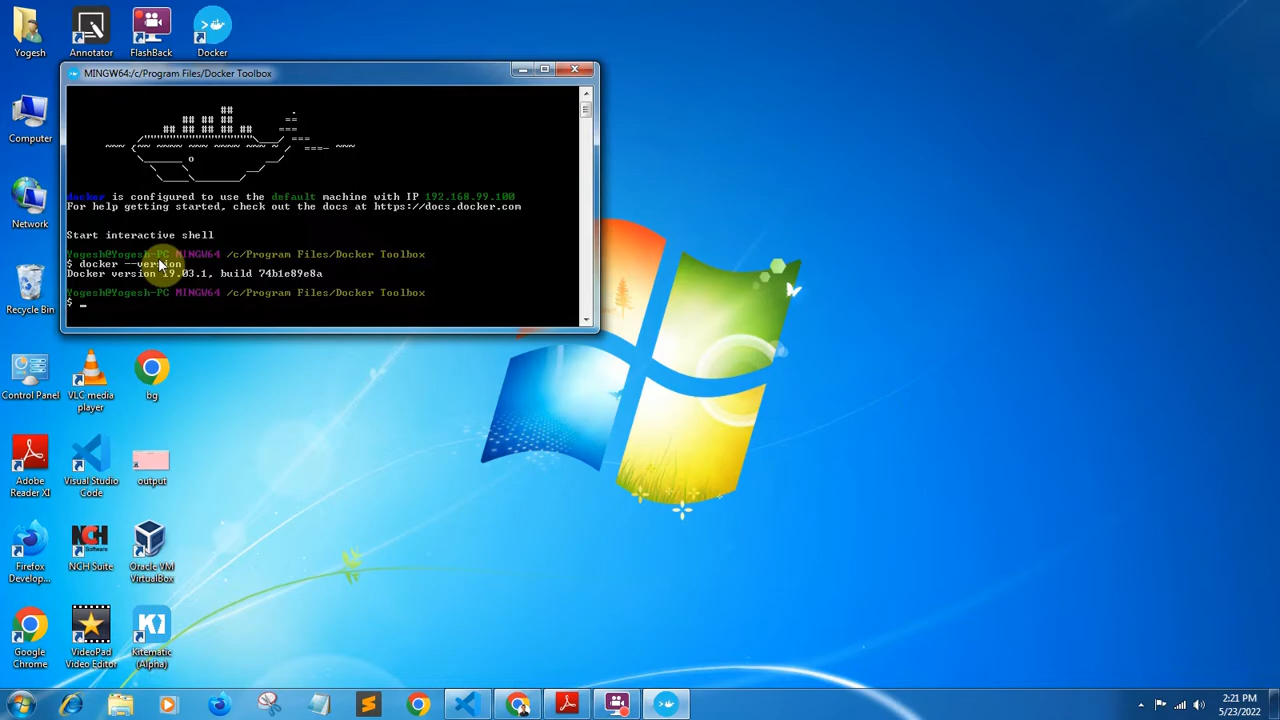 Yogesh
Annotator
FlashBack
Docker
MINGW64:/c/Program Files/Docker Toolbox
docker is configured to use the default machine with IP 192.168.99.100
For help getting started, check out the docs at https://docs.docker.com
Start interactive shell
Yogesh@Yogesh-PC MINGW64 /c/Program Files/Docker Toolbox
$ docker --version
Docker version 19.03.1, build 74b1e89e8a
Yogesh@Yogesh-PC MINGW64 /c/Program Files/Docker Toolbox
$ _
Computer
Network
Recycle Bin
Control Panel
VLC media
player
bg
Adobe
Reader XI
Visual Studio
Code
output
Firefox
Develop...
NCH
Software
NCH Suite
Oracle VM
VirtualBox
Google
Chrome
VideoPad
Video Editor
Kitematic
(Alpha)
2:21 PM
5/23/2022